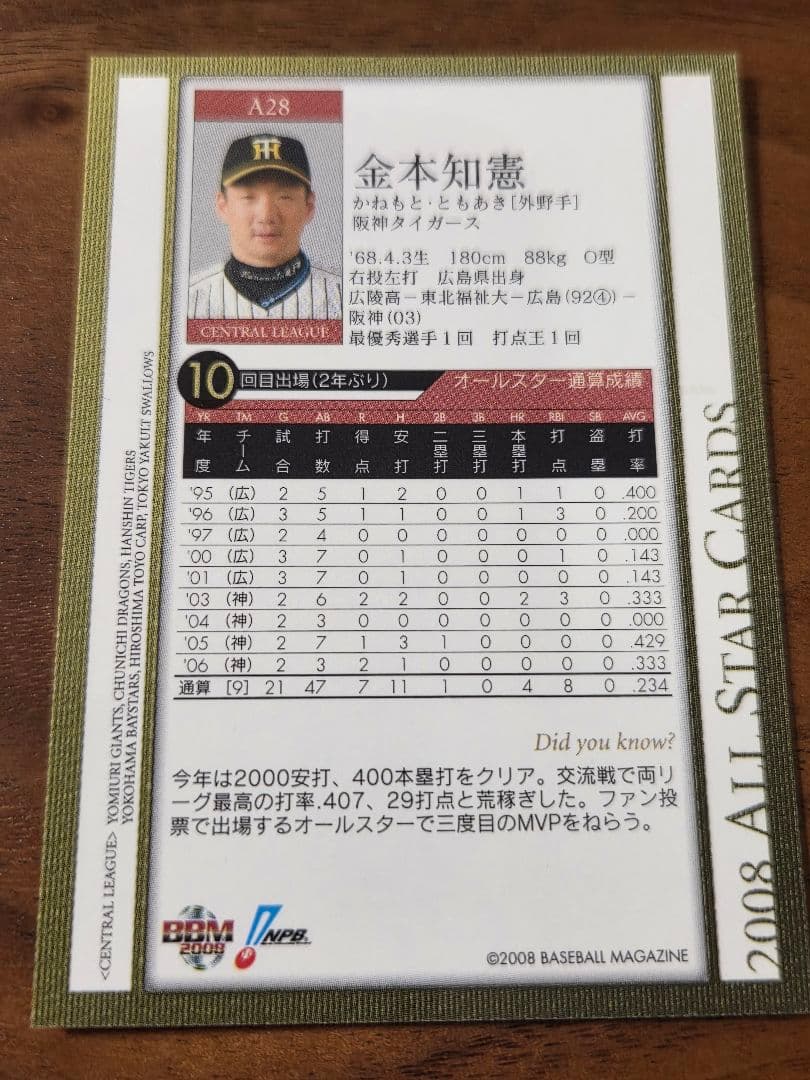 A28
CENTRAL LEAGUE
金本知憲
かねもと・ともあき[外野手]
阪神タイガース
'68.4.3生 180cm 88kg O型
右投左打 広島県出身
広陵高－東北福祉大－広島(92④)－
阪神(03)
最優秀選手1回 打点王1回
10回目出場(2年ぶり) オールスター通算成績
YR TM G AB R H 2B 3B HR RBI SB AVG
年度 チーム 試合 打数 得点 安打 二塁打 三塁打 本塁打 打点 盗塁 打率
'95 (広) 2 5 1 2 0 0 1 1 0 .400
'96 (広) 3 5 1 1 0 0 1 3 0 .200
'97 (広) 2 4 0 0 0 0 0 0 0 .000
'00 (広) 3 7 0 1 0 0 0 1 0 .143
'01 (広) 3 7 0 1 0 0 0 0 0 .143
'03 (神) 2 6 2 2 0 0 2 3 0 .333
'04 (神) 2 3 0 0 0 0 0 0 0 .000
'05 (神) 2 7 1 3 1 0 0 0 0 .429
'06 (神) 2 3 2 1 0 0 0 0 0 .333
通算 [9] 21 47 7 11 1 0 4 8 0 .234
Did you know?
今年は2000安打、400本塁打をクリア。交流戦で両リ
ーグ最高の打率.407、29打点と荒稼ぎした。ファン投
票で出場するオールスターで三度目のMVPをねらう。
BBM
2008
NPB
©2008 BASEBALL MAGAZINE
<CENTRAL LEAGUE> YOMIURI GIANTS, CHUNICHI DRAGONS, HANSHIN TIGERS
YOKOHAMA BAYSTARS, HIROSHIMA TOYO CARP, TOKYO YAKULT SWALLOWS
2008 ALL STAR CARDS